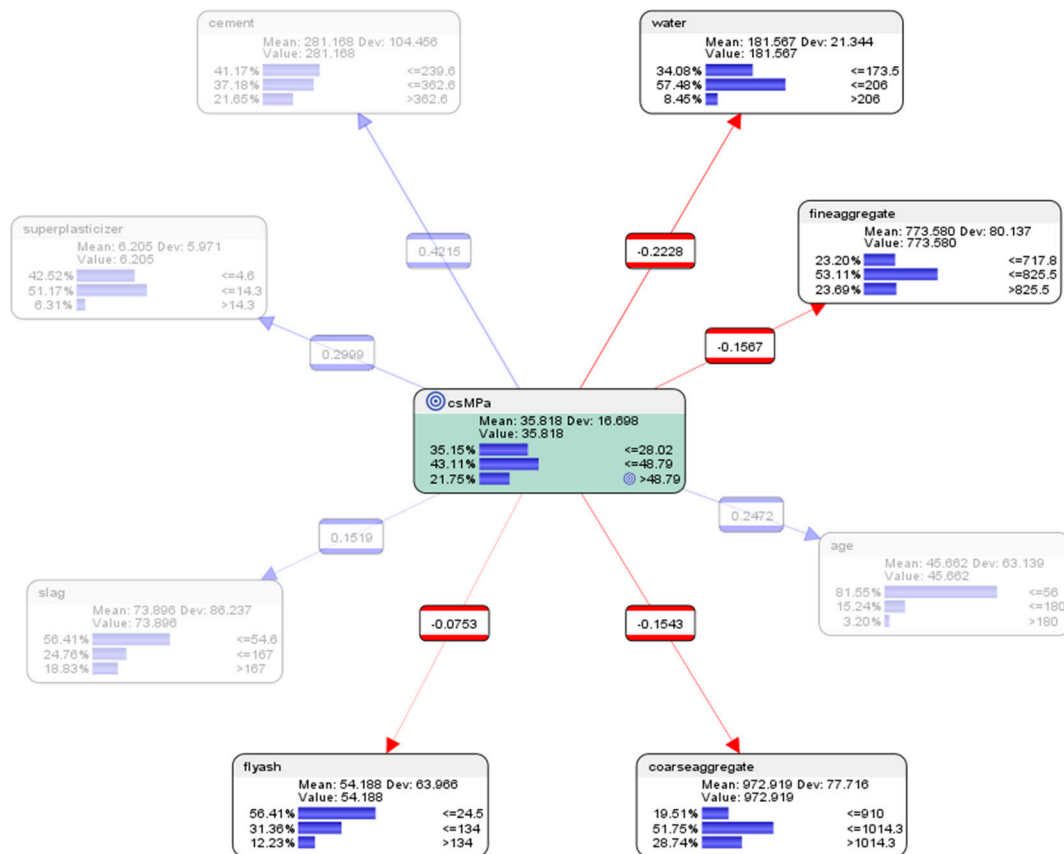 cement
Mean: 281.168 Dev: 104.456
Value: 281.168
41.17% <=239.6
37.18% <=362.6
21.65% >362.6
water
Mean: 181.567 Dev: 21.344
Value: 181.567
34.08% <=173.5
57.48% <=206
8.45% >206
superplasticizer
Mean: 6.205 Dev: 5.971
Value: 6.205
42.52% <=4.6
51.17% <=14.3
6.31% >14.3
fineaggregate
Mean: 773.580 Dev: 80.137
Value: 773.580
23.20% <=717.8
53.11% <=825.5
23.69% >825.5
0.4215
-0.2228
0.2999
-0.1567
csMPa
Mean: 35.818 Dev: 16.698
Value: 35.818
35.15% <=28.02
43.11% <=48.79
21.75% >48.79
0.1519
0.2472
slag
Mean: 73.896 Dev: 86.237
Value: 73.896
56.41% <=54.6
24.76% <=167
18.83% >167
age
Mean: 45.662 Dev: 63.139
Value: 45.662
81.55% <=56
15.24% <=180
3.20% >180
-0.0753
-0.1543
flyash
Mean: 54.188 Dev: 63.966
Value: 54.188
56.41% <=24.5
31.36% <=134
12.23% >134
coarseaggregate
Mean: 972.919 Dev: 77.716
Value: 972.919
19.51% <=910
51.75% <=1014.3
28.74% >1014.3